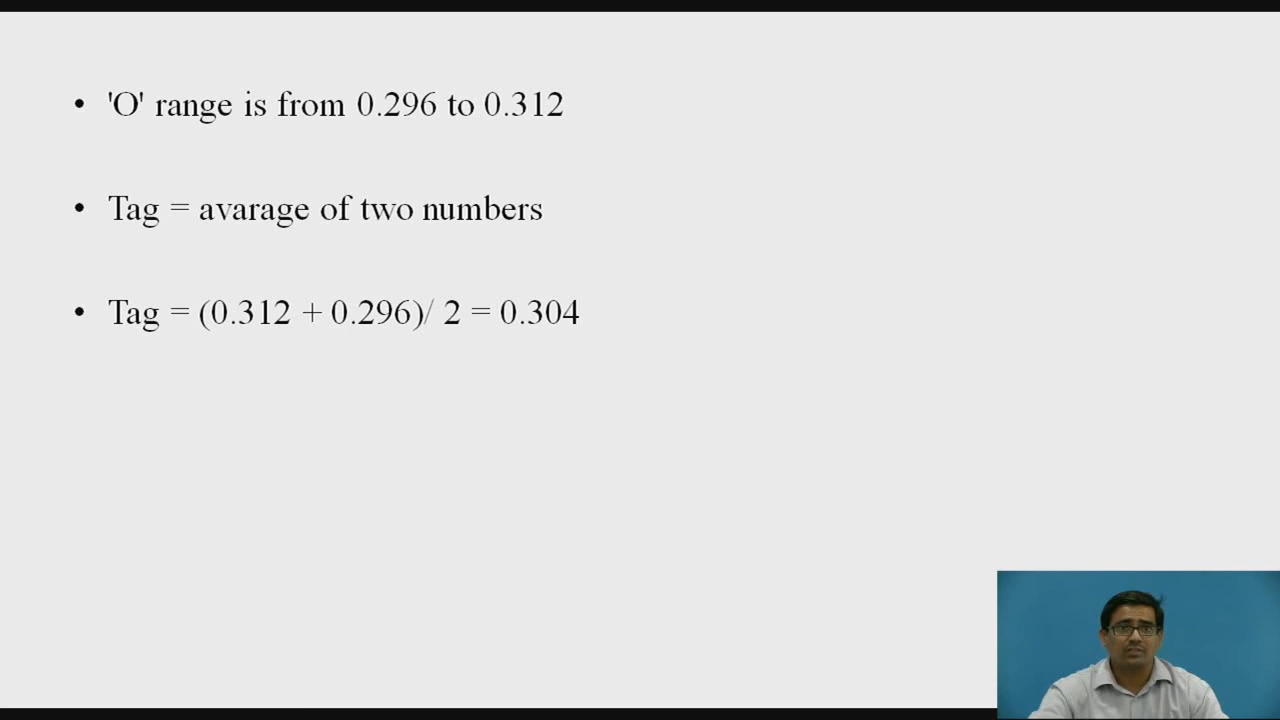 • 'O' range is from 0.296 to 0.312
• Tag = avarage of two numbers
• Tag = (0.312 + 0.296)/ 2 = 0.304